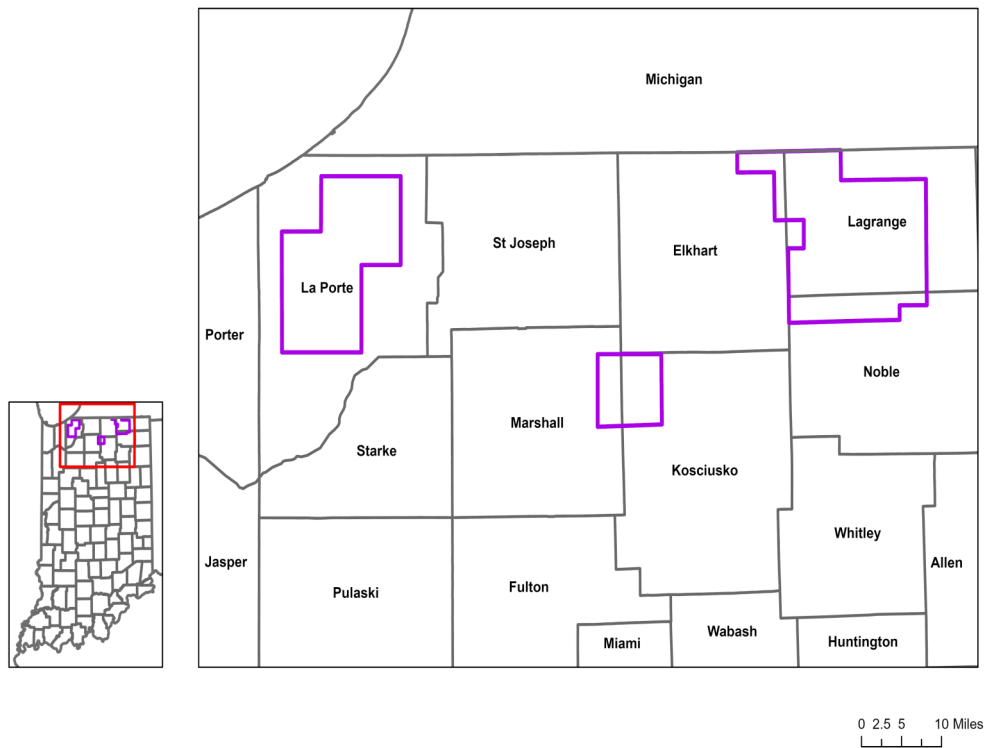 Michigan
Lagrange
St Joseph
Elkhart
La Porte
Porter
Noble
Marshall
Starke
Kosciusko
Whitley
Jasper
Allen
Pulaski
Fulton
Wabash
Miami
Huntington
0 2.5 5 10 Miles